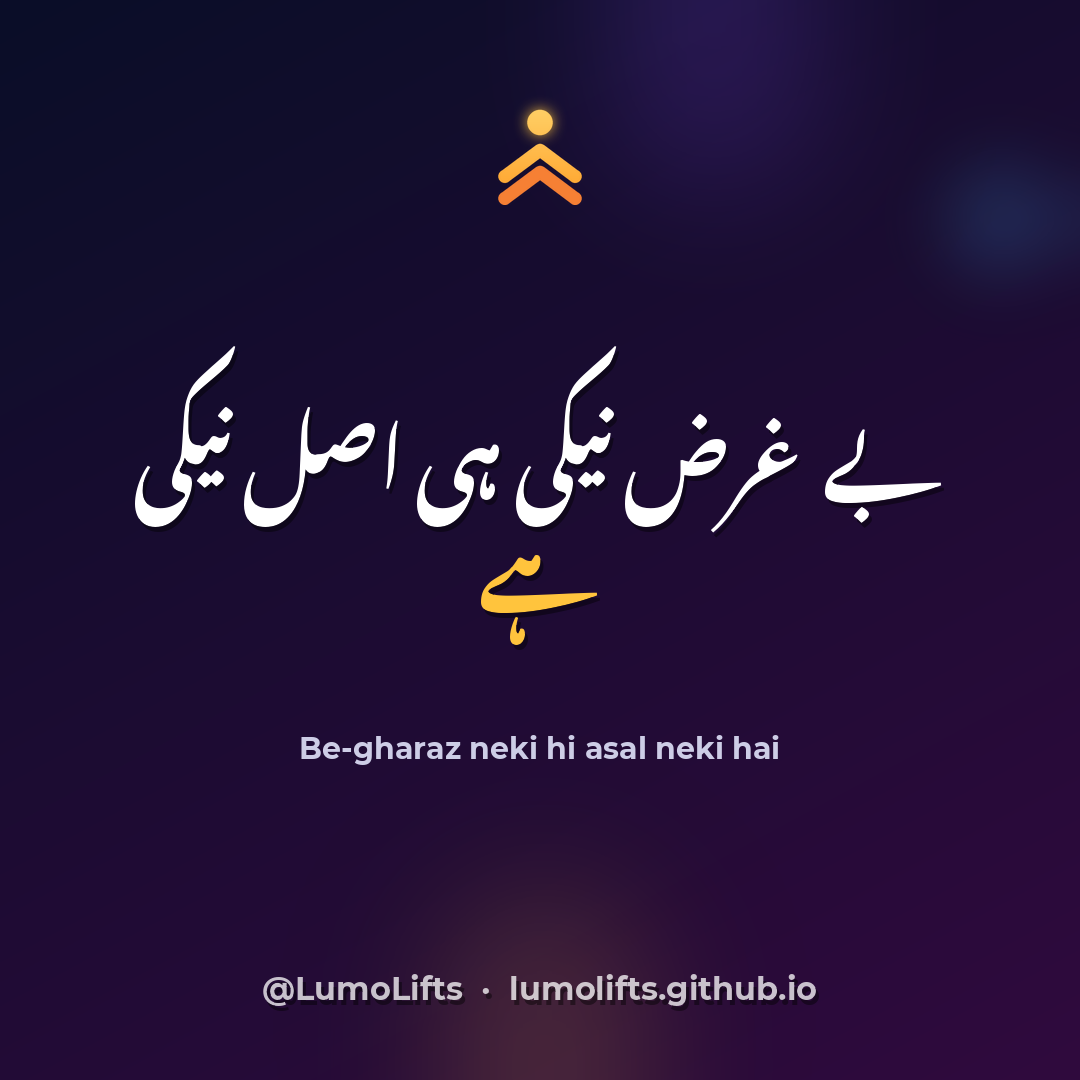 بے غرض نیکی ہی اصل نیکی
ہے
Be-gharaz neki hi asal neki hai
@LumoLifts · lumolifts.github.io